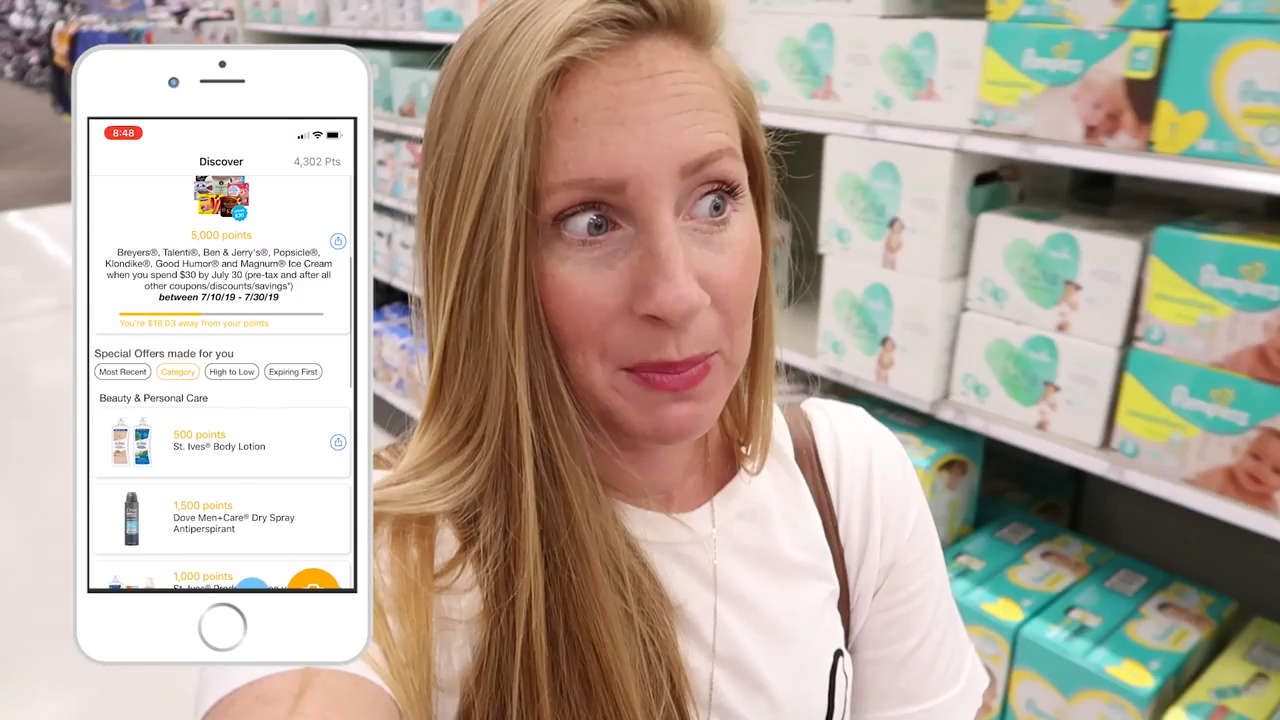 8:48
Discover
4,302 Pts
5,000 points
Breyers®, Talenti®, Ben & Jerry's®, Popsicle®,
Klondike®, Good Humor® and Magnum® Ice Cream
when you spend $30 by July 30 (pre-tax and after all
other coupons/discounts/savings*)
between 7/10/19 - 7/30/19
You're $18.03 away from your points
Special Offers made for you
Most Recent
Category
High to Low
Expiring First
Beauty & Personal Care
500 points
St. Ives® Body Lotion
1,500 points
Dove Men+Care® Dry Spray
Antiperspirant
1,000 points
Pampers
Pampers
Pampers